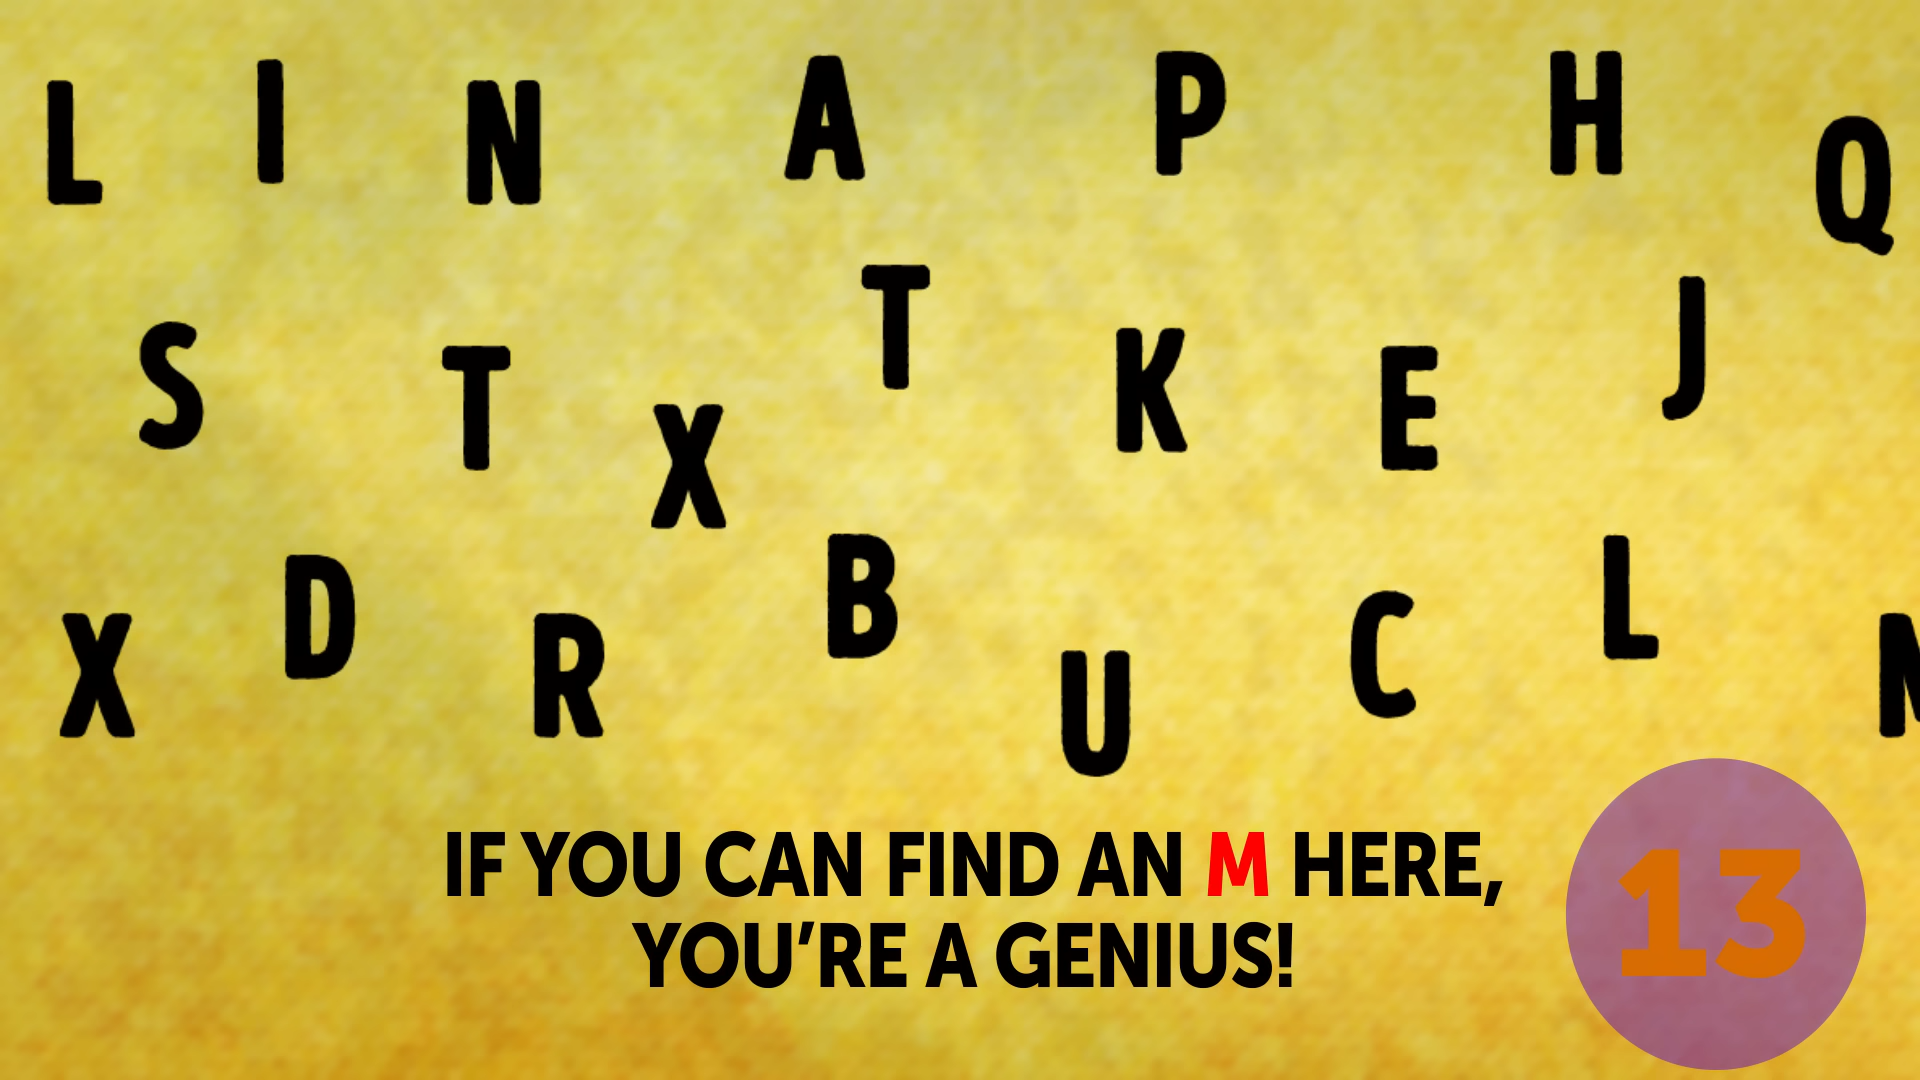 L I N A P H Q
S T X T K E J
X D R B U C L
IF YOU CAN FIND AN M HERE,
YOU'RE A GENIUS!
13